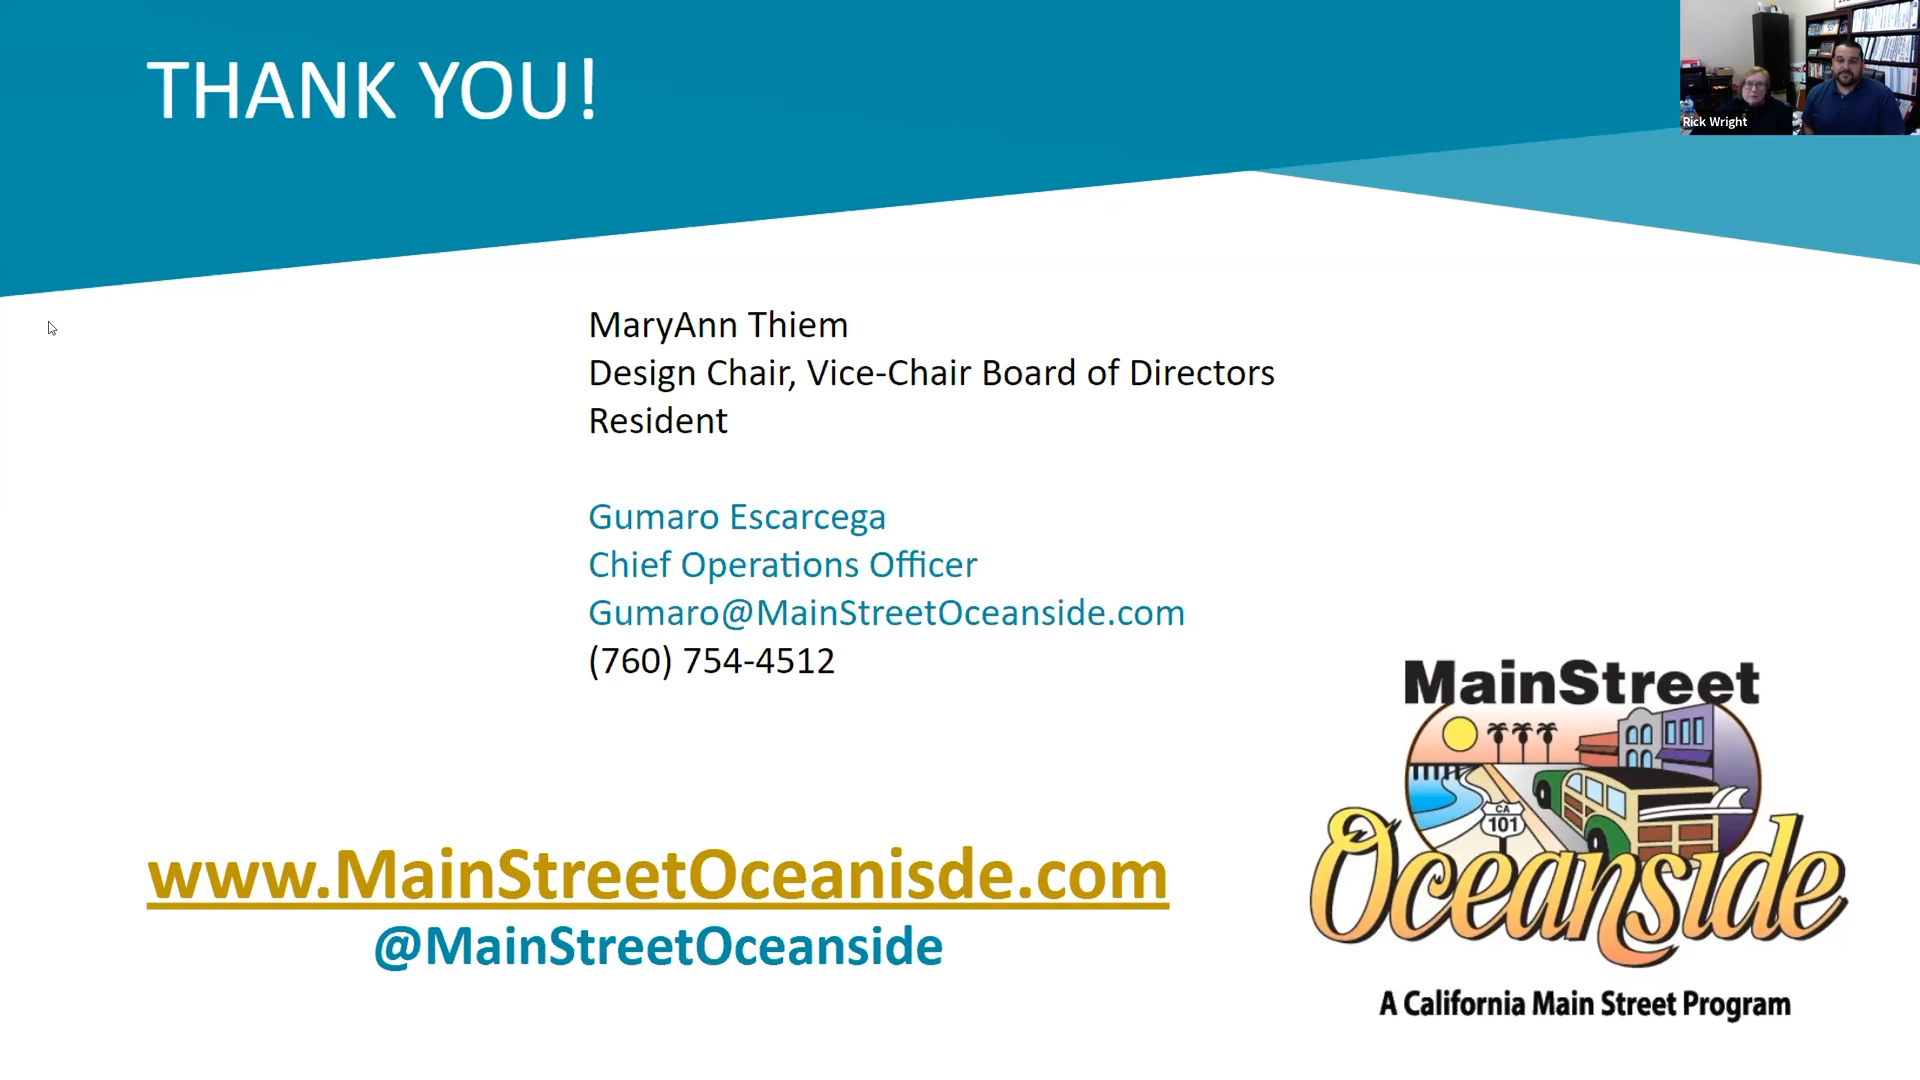 THANK YOU!
Rick Wright
MaryAnn Thiem
Design Chair, Vice-Chair Board of Directors
Resident
Gumaro Escarcega
Chief Operations Officer
Gumaro@MainStreetOceanside.com
(760) 754-4512
www.MainStreetOceanisde.com
@MainStreetOceanside
MainStreet
CA
101
Oceanside
A California Main Street Program